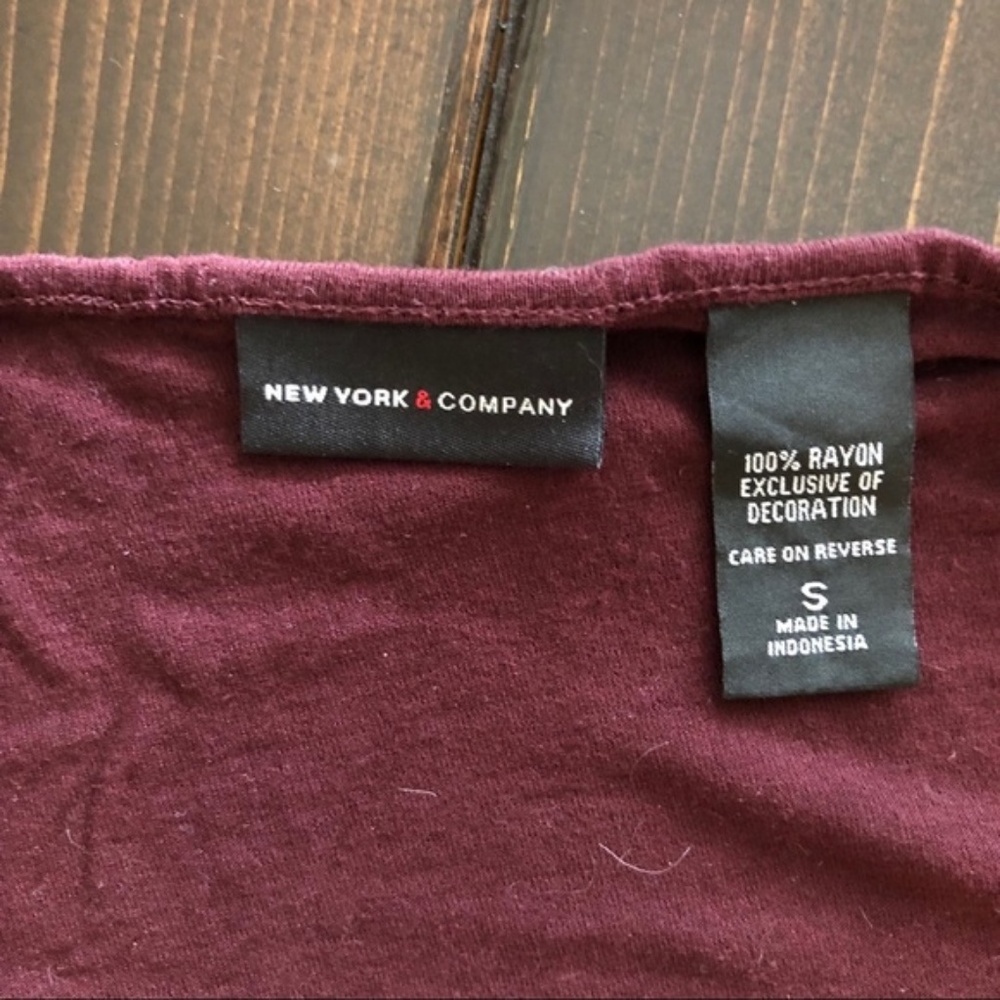 NEW YORK & COMPANY
100% RAYON
EXCLUSIVE OF
DECORATION
CARE ON REVERSE
S
MADE IN
INDONESIA